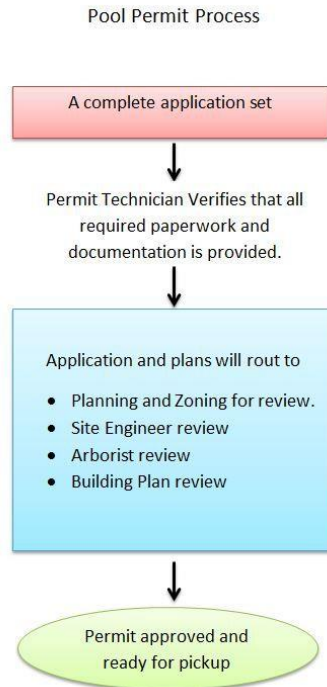 Pool Permit Process
A complete application set
Permit Technician Verifies that all
required paperwork and
documentation is provided.
Application and plans will rout to
• Planning and Zoning for review.
• Site Engineer review
• Arborist review
• Building Plan review
Permit approved and
ready for pickup